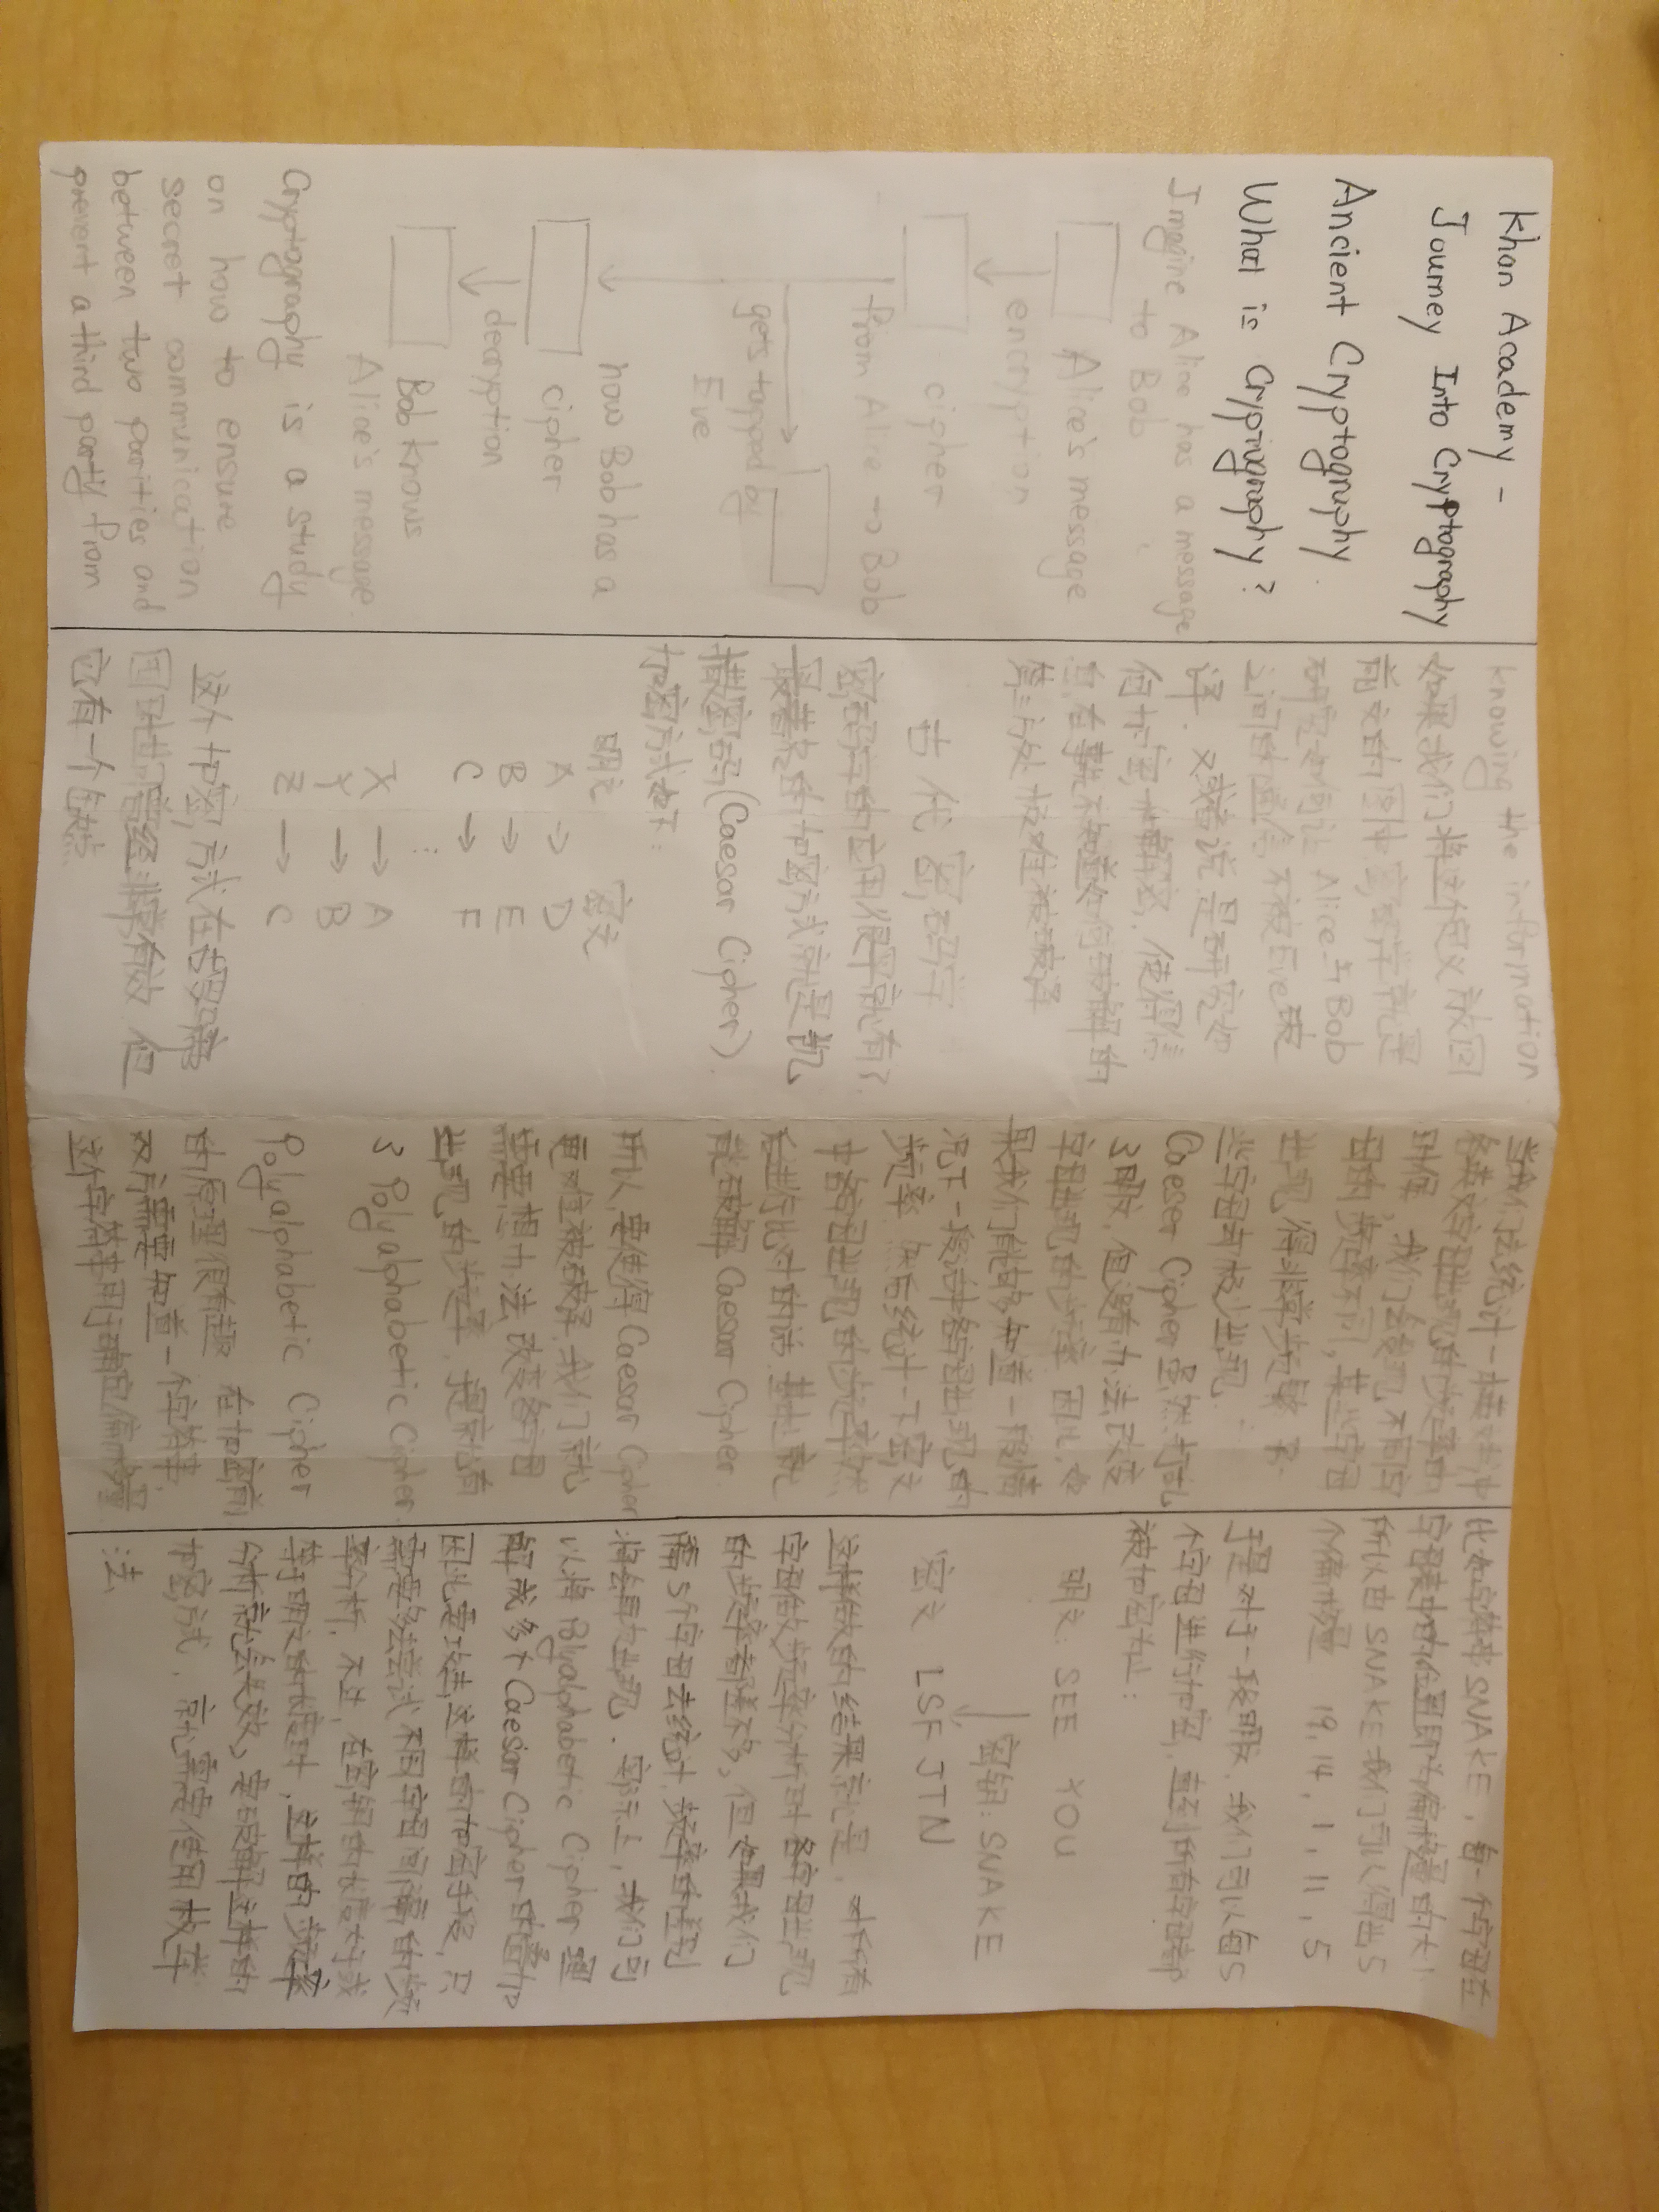 Khan Academy -
Journey Into Cryptography
Ancient Cryptography
What is Cryptography?
Imagine Alice has a message
to Bob
Alice's message
encryption
cipher
from Alice to Bob
gets tapped by
Eve
now Bob has a
cipher
decryption
Bob knows
Alice's message.
Cryptography is a study
on how to ensure
secret communication
between two parities and
prevent a third party from
knowing the information.
如果我们将这个定义放回
前文的图中,密码学就是
研究如何让 Alice 与 Bob
之间的通信不被Eve破
译. 又或者说,是研究如
何加密和解密,使得信
息,在事先不知道如何破解的
第三方处极难被破译
古代密码学
密码学的应用很早就有了.
最著名的加密方式就是凯
撒密码(Caesar Cipher).
加密方式如下:
明文 密文
A → D
B → E
C → F
⋮
X → A
Y → B
Z → C
这个加密方式在古罗马帝
国时期曾经非常有效 但
它有一个缺点
当我们去统计一本英文书中
各英文字母出现的频率的
时候,我们会发现,不同字
母的频率不同,某些字母
出现得非常频繁 有
些字母却极少出现.
Caeser Cipher 虽然打乱
了明文,但没有办法改变
字母出现的频率 因此,如
果我们能够知道一般情
况下一段话中各字母出现的
频率 然后统计一下密文
中各字母出现的频率,然
后进行比对的话,基本上就
能破解 Caesar Cipher.
所以,要使得 Caesar Cipher
更难被破译,我们就
需要想办法改变各字母
出现的频率.于是就有
了 Polyalphabetic Cipher.
Polyalphabetic Cipher
的原理很有趣 在加密前
双方需要知道一个字符串,
这个字符串用于确定偏移量
比如字符串 SNAKE,每一个字母在
字母表中的位置即为偏移量的大小
所以由 SNAKE 我们可以得出5
个偏移量 19, 14, 1, 11, 5
于是对于一段明文,我们可以每5
个字母进行加密,直到所有字母都
被加密为止:
明文: SEE YOU
密钥: SNAKE
密文 LSF JTN
这样做的结果就是,对所有
字母做频率分析时,各字母出现
的频率都差不多,但如果我们
隔5个字母去统计,频率的差别
将会再次出现. 实际上,我们可
以将 Polyalphabetic Cipher 理
解成多个 Caesar Cipher 的叠加
因此要攻击这样的加密手段,只
需要多去尝试不同字母间隔的频
率分析,不过,在密钥的长度大于或
等于明文的长度时,这样的频率
分析就会失效,要破解这样的
加密方式,就需要使用枚举
法